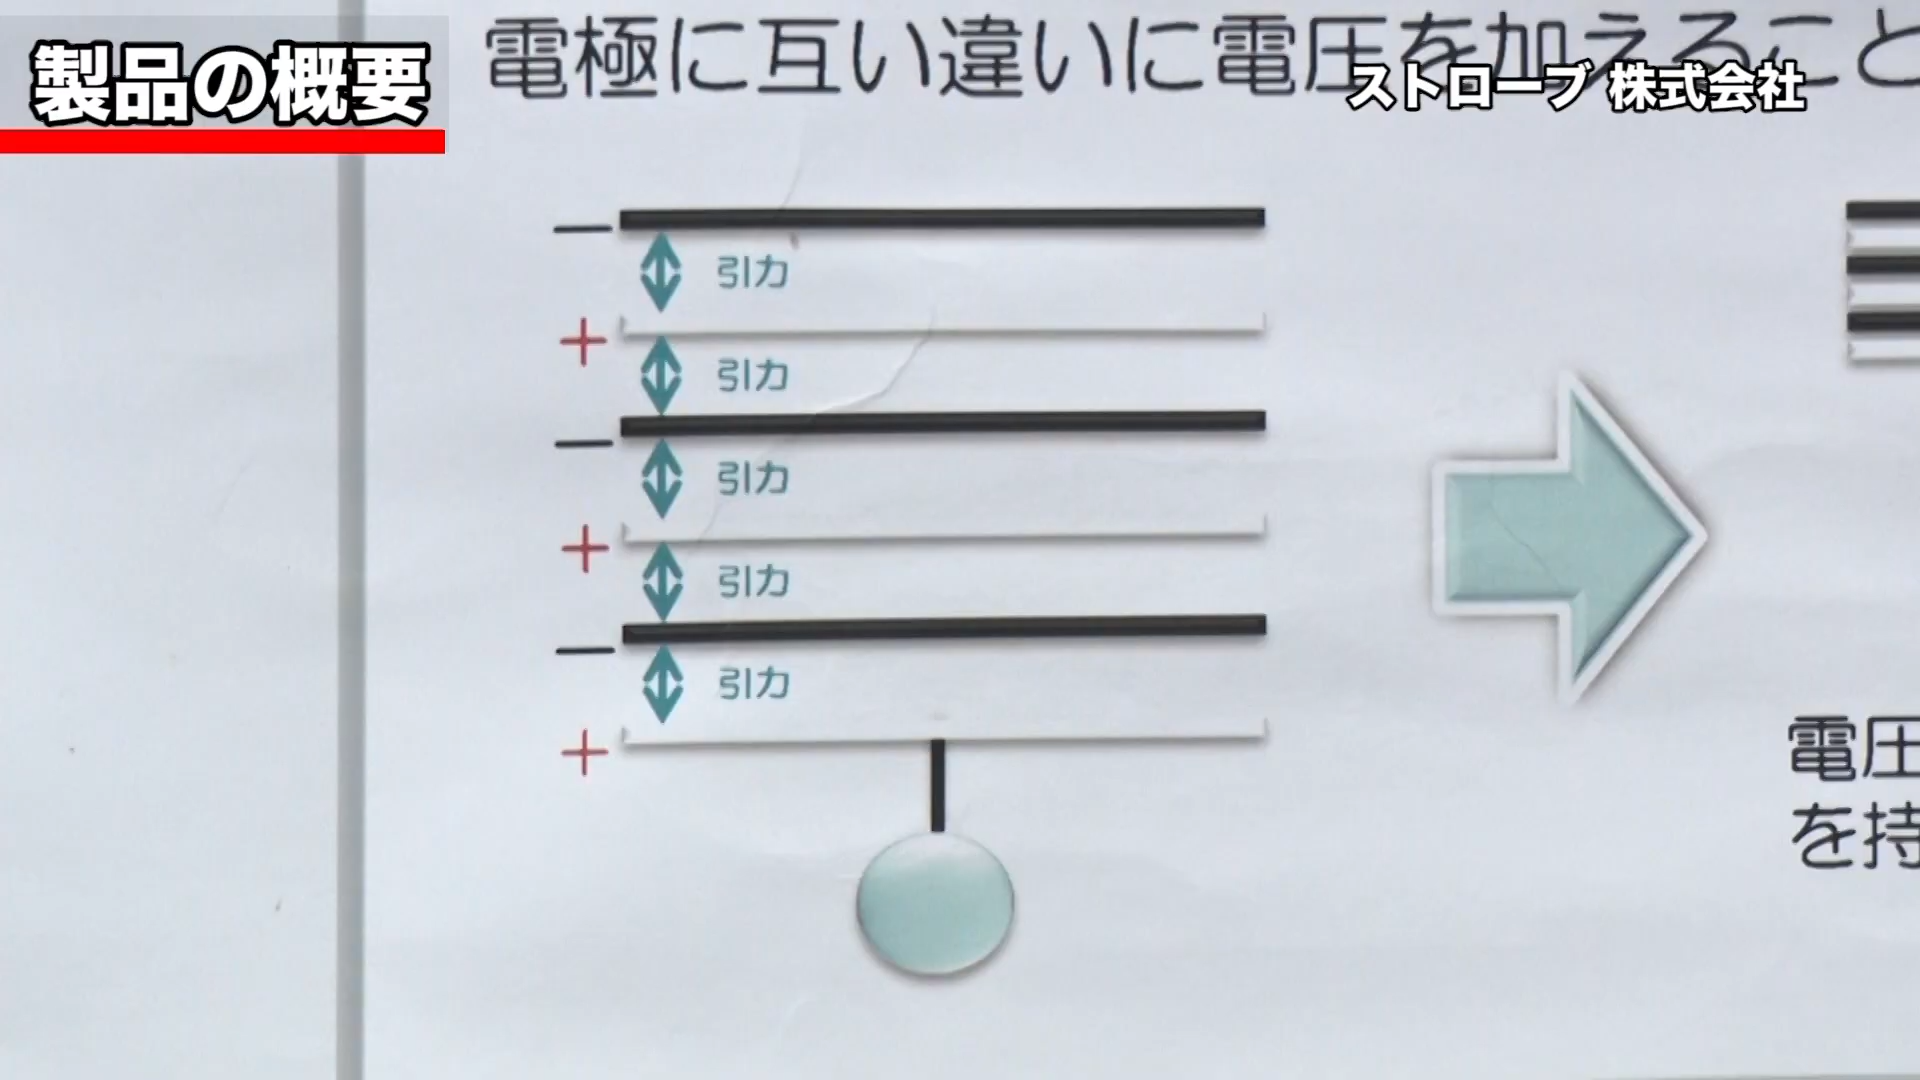 製品の概要
電極に互い違いに電圧を加えること
ストローブ 株式会社
−
引力
+
引力
−
引力
+
引力
−
引力
+
電圧
を持